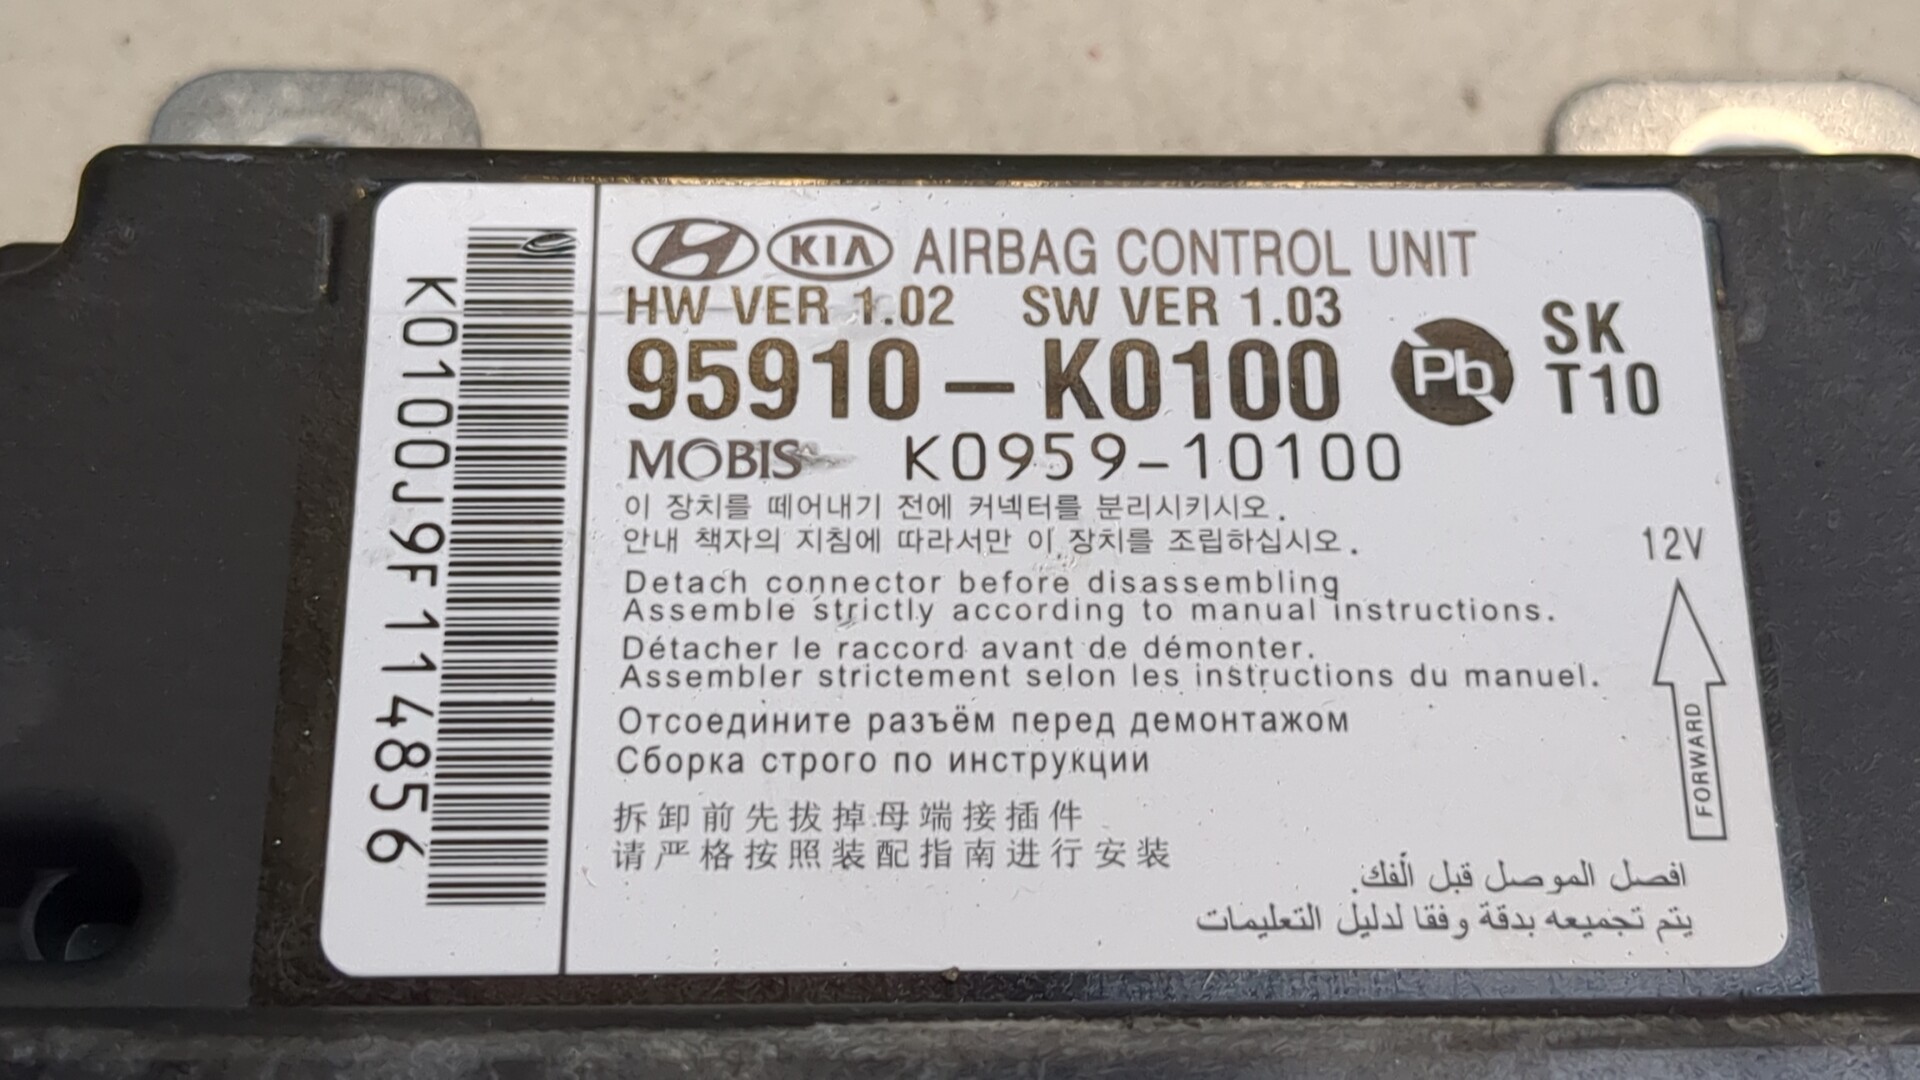 K0100J9F114856
KIA AIRBAG CONTROL UNIT
HW VER 1.02 SW VER 1.03
95910-K0100
Pb
SK
T10
MOBIS K0959-10100
이 장치를 떼어내기 전에 커넥터를 분리시키시오.
안내 책자의 지침에 따라서만 이 장치를 조립하십시오.
12V
Detach connector before disassembling
Assemble strictly according to manual instructions.
Détacher le raccord avant de démonter.
Assembler strictement selon les instructions du manuel.
FORWARD
Отсоедините разъём перед демонтажом
Сборка строго по инструкции
拆卸前先拔掉母端接插件
请严格按照装配指南进行安装
افصل الموصل قبل الفك.
يتم تجميعه بدقة وفقا لدليل التعليمات